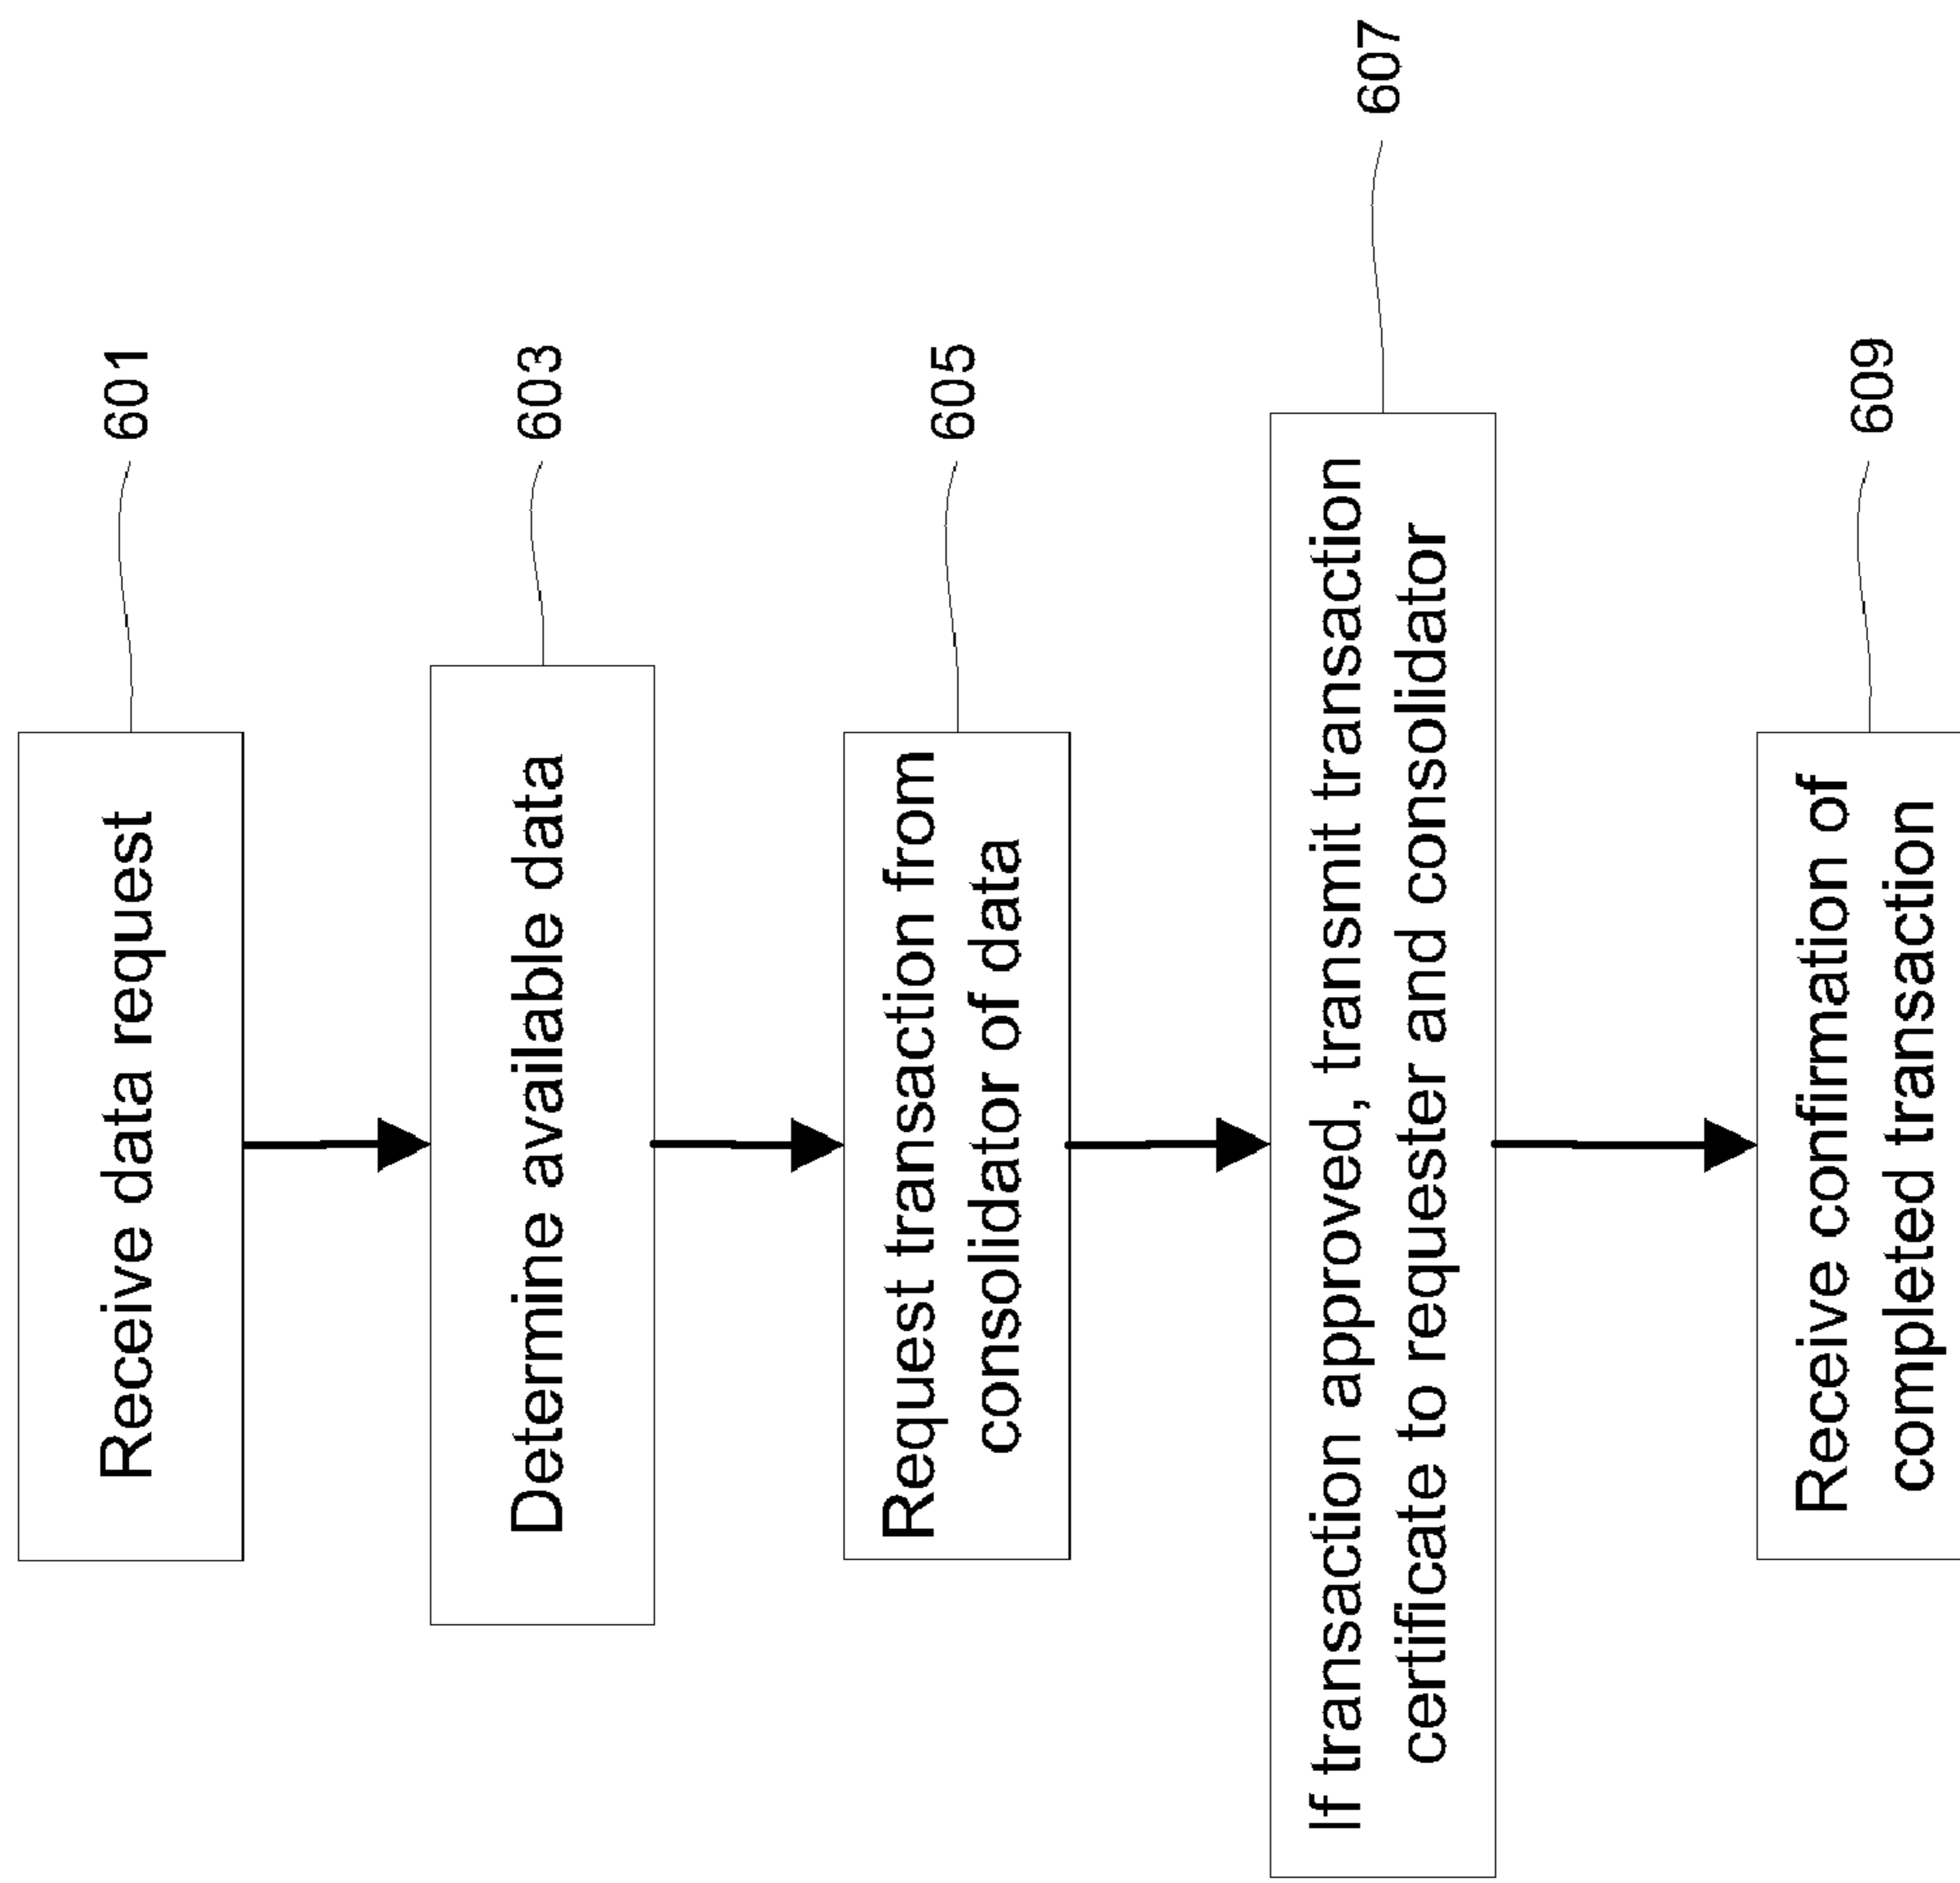 Receive data request
601
Determine available data
603
Request transaction from
consolidator of data
605
If transaction approved, transmit transaction
certificate to requester and consolidator
607
Receive confirmation of
completed transaction
609